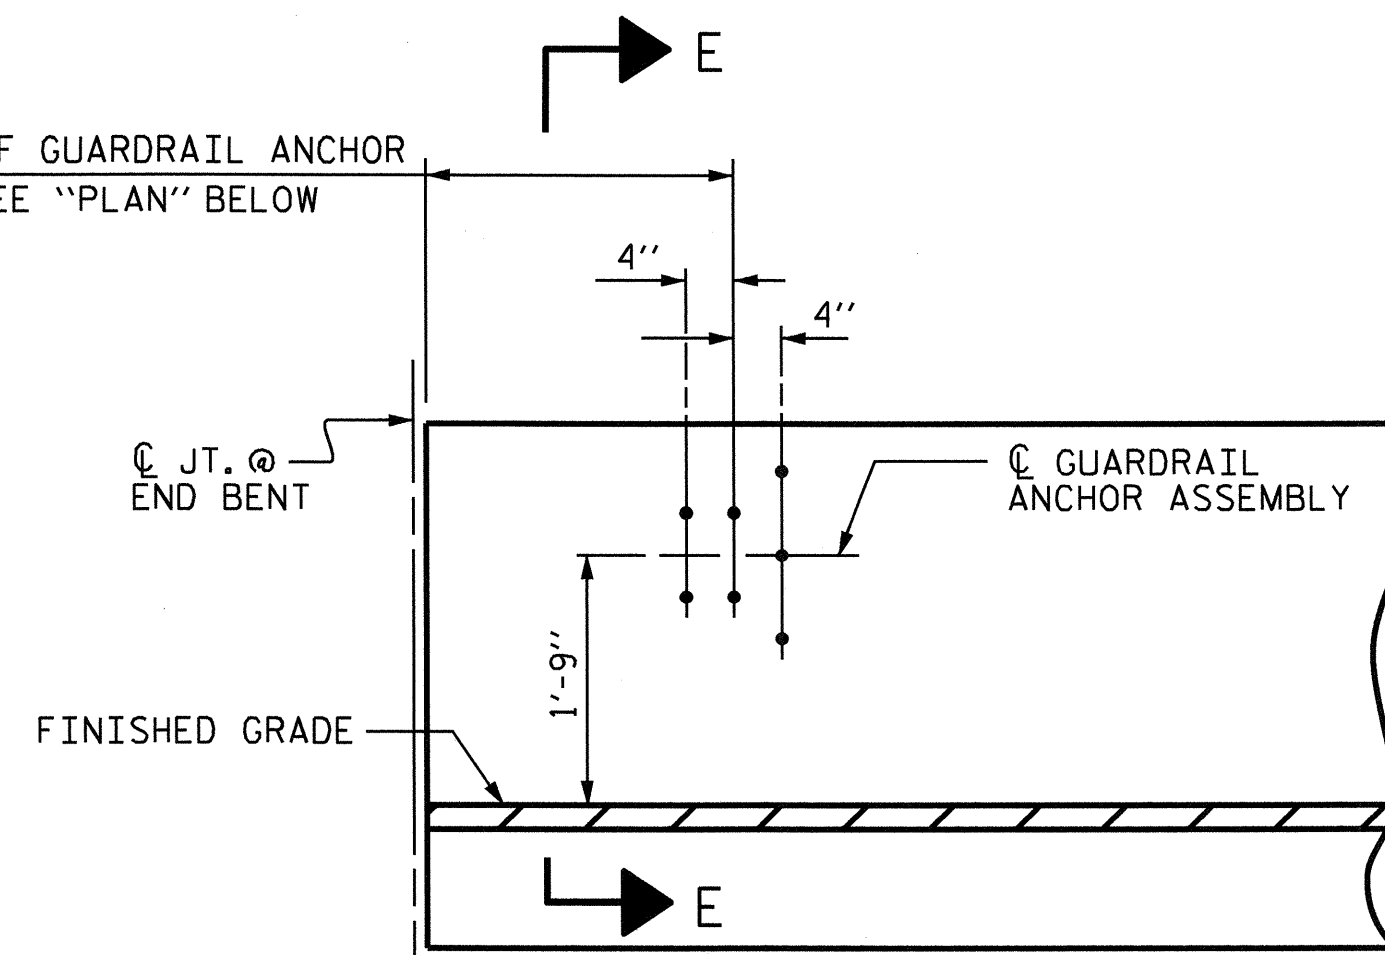 E
F GUARDRAIL ANCHOR
EE "PLAN" BELOW
4"
4"
℄ JT. @
END BENT
℄ GUARDRAIL
ANCHOR ASSEMBLY
1'-9"
FINISHED GRADE
E